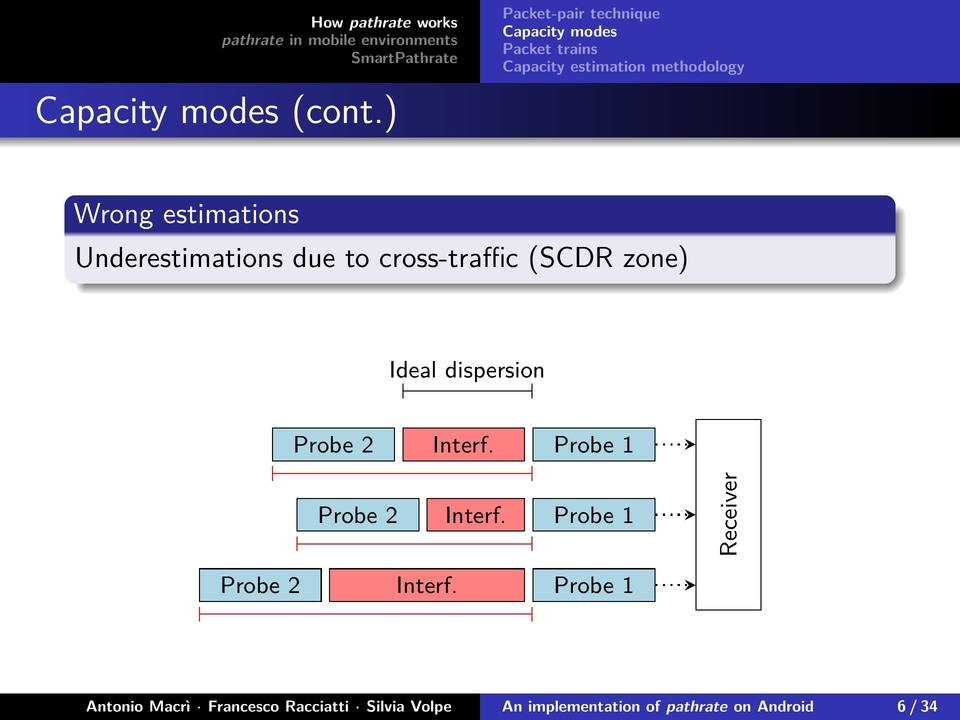 How pathrate works
pathrate in mobile environments
SmartPathrate
Packet-pair technique
Capacity modes
Packet trains
Capacity estimation methodology
Capacity modes (cont.)
Wrong estimations
Underestimations due to cross-traffic (SCDR zone)
Ideal dispersion
Probe 2 Interf. Probe 1
Probe 2 Interf. Probe 1
Probe 2 Interf. Probe 1
Receiver
Antonio Macrì · Francesco Racciatti · Silvia Volpe An implementation of pathrate on Android 6 / 34